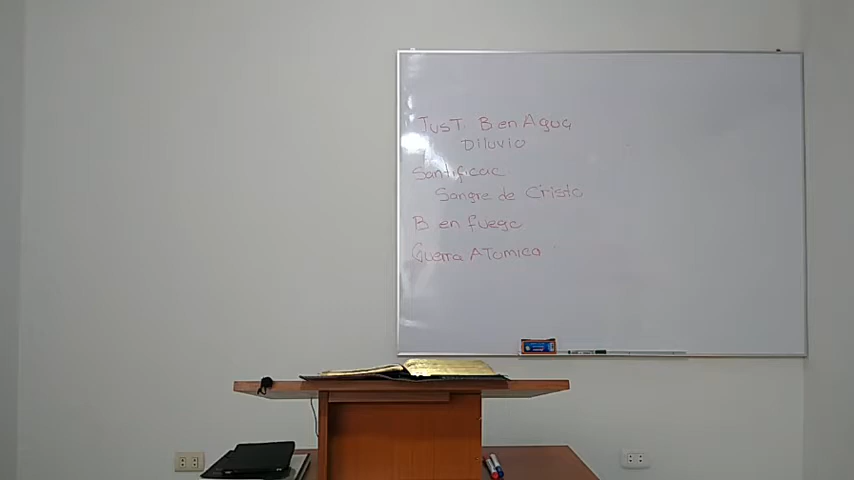 JusT. B en Agua
Diluvio
Santificac
Sangre de Cristo
B en fuego
Guerra ATomica